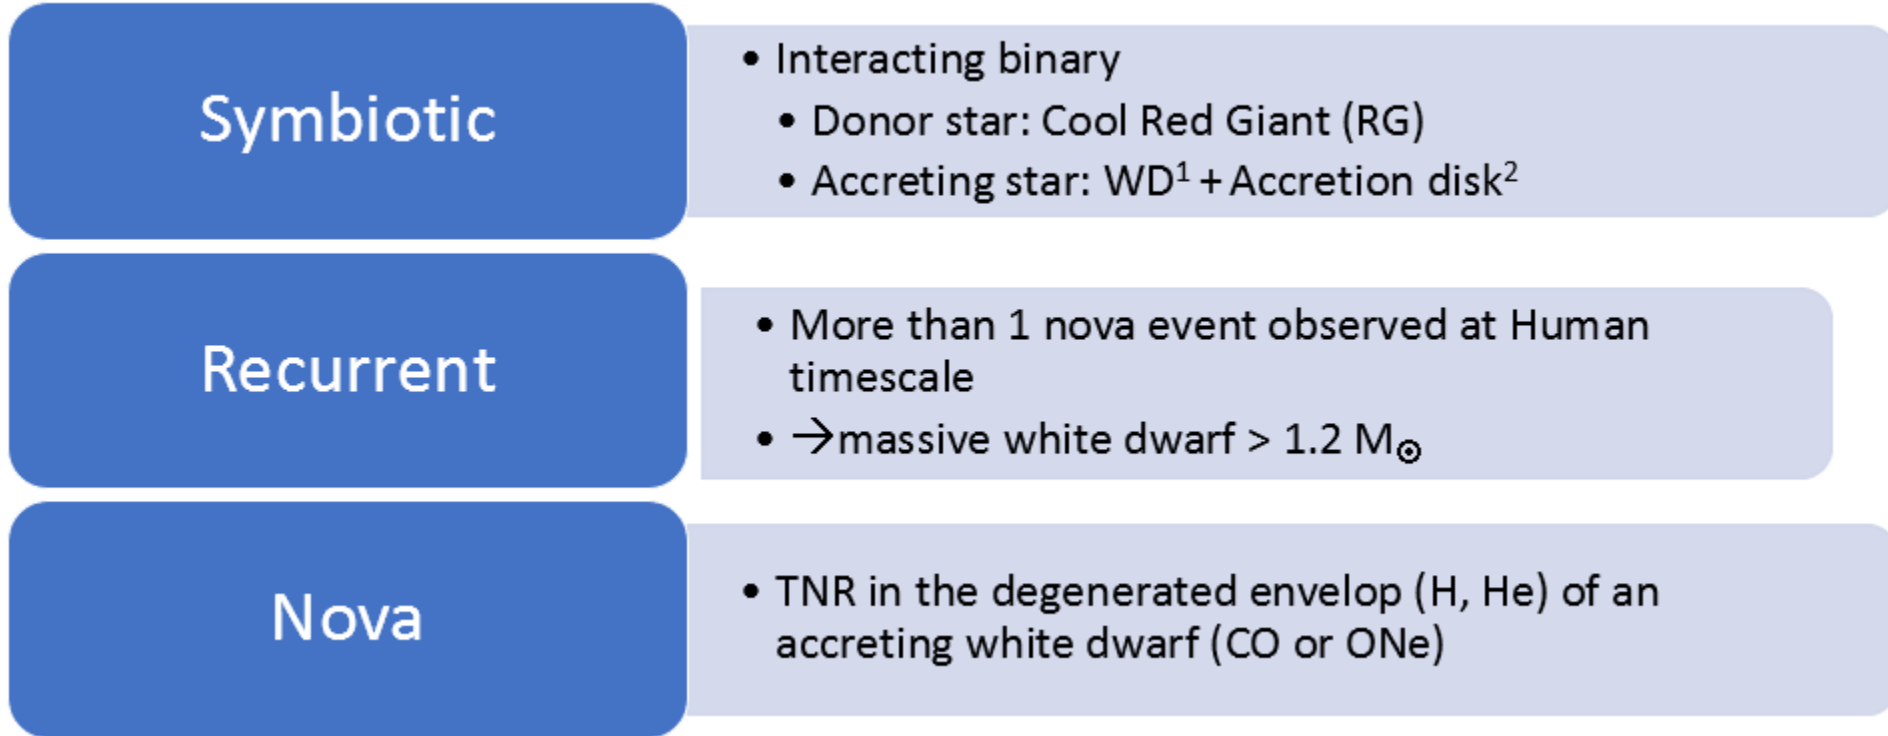 Symbiotic
• Interacting binary
• Donor star: Cool Red Giant (RG)
• Accreting star: WD¹ + Accretion disk²
Recurrent
• More than 1 nova event observed at Human
timescale
• →massive white dwarf > 1.2 M☉
Nova
• TNR in the degenerated envelop (H, He) of an
accreting white dwarf (CO or ONe)